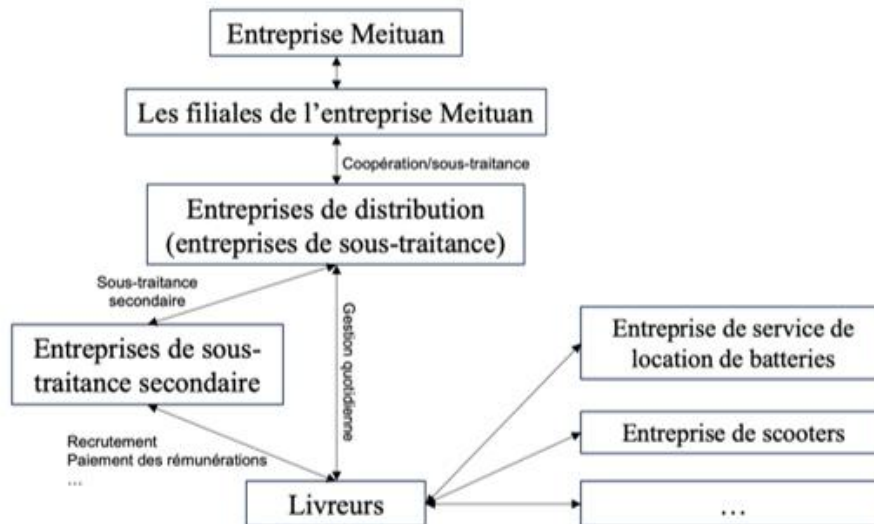 Entreprise Meituan
Les filiales de l'entreprise Meituan
Coopération/sous-traitance
Entreprises de distribution
(entreprises de sous-traitance)
Sous-traitance
secondaire
Gestion quotidienne
Entreprises de sous-
traitance secondaire
Entreprise de service de
location de batteries
Entreprise de scooters
Recrutement
Paiement des rémunérations
…
Livreurs
…